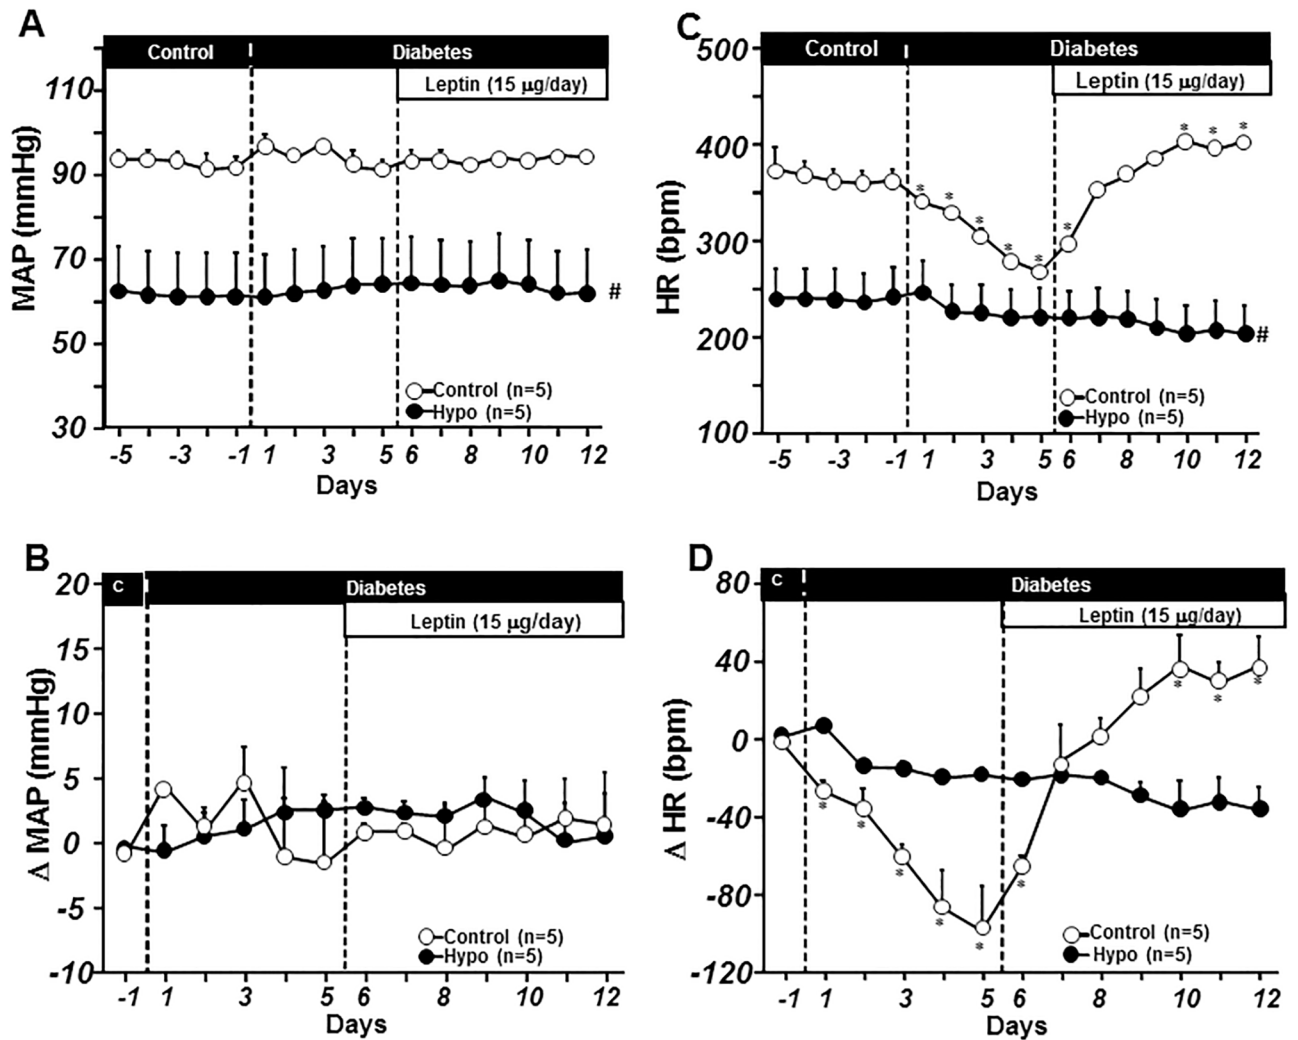 A
Control
Diabetes
Leptin (15 µg/day)
110
90
70
50
30
MAP (mmHg)
#
Control (n=5)
Hypo (n=5)
-5 -3 -1 1 3 5 6 8 10 12
Days
C
Control
Diabetes
Leptin (15 µg/day)
500
400
300
200
100
HR (bpm)
* * * * * * * * *
#
Control (n=5)
Hypo (n=5)
-5 -3 -1 1 3 5 6 8 10 12
Days
B
C
Diabetes
Leptin (15 µg/day)
20
15
10
5
0
-5
-10
Δ MAP (mmHg)
Control (n=5)
Hypo (n=5)
-1 1 3 5 6 8 10 12
Days
D
C
Diabetes
Leptin (15 µg/day)
80
40
0
-40
-80
-120
Δ HR (bpm)
* * * * * * * * *
Control (n=5)
Hypo (n=5)
-1 1 3 5 6 8 10 12
Days